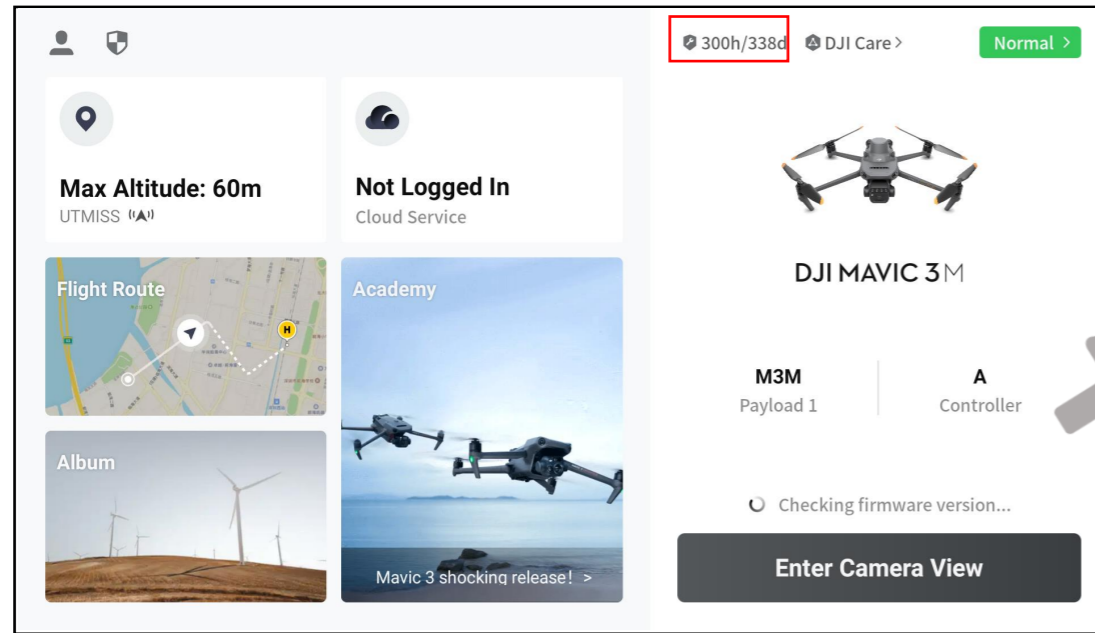 300h/338d
DJI Care >
Normal >
Max Altitude: 60m
UTMISS
Not Logged In
Cloud Service
Flight Route
H
Academy
Mavic 3 shocking release! >
Album
DJI MAVIC 3M
M3M
Payload 1
A
Controller
Checking firmware version...
Enter Camera View